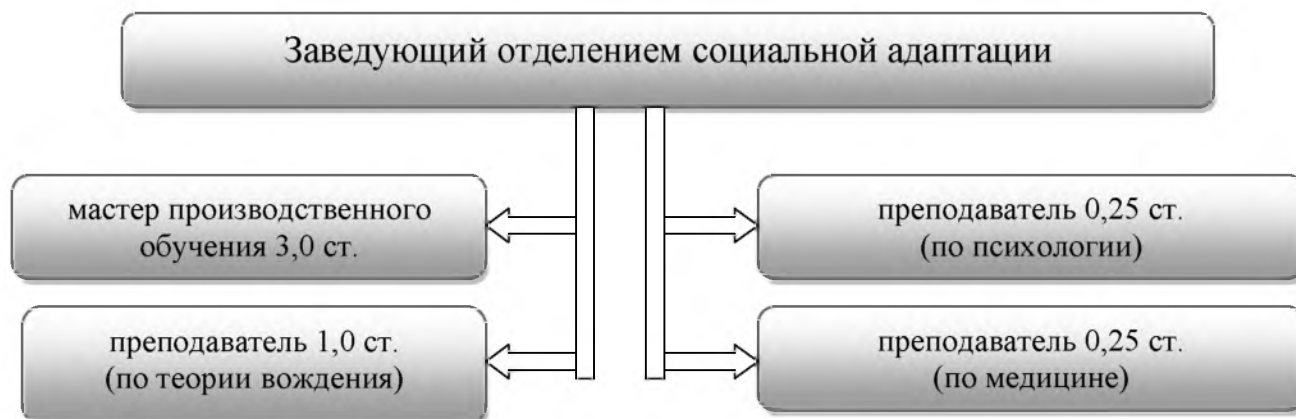 Заведующий отделением социальной адаптации
мастер производственного
обучения 3,0 ст.
преподаватель 0,25 ст.
(по психологии)
преподаватель 1,0 ст.
(по теории вождения)
преподаватель 0,25 ст.
(по медицине)